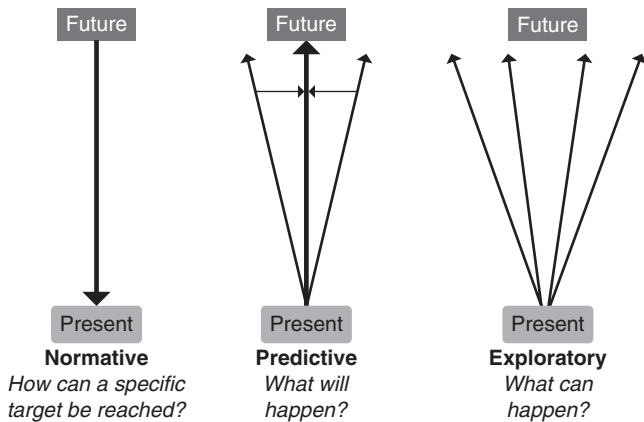 Future
Future
Future
Present
Present
Present
Normative
How can a specific
target be reached?
Predictive
What will
happen?
Exploratory
What can
happen?